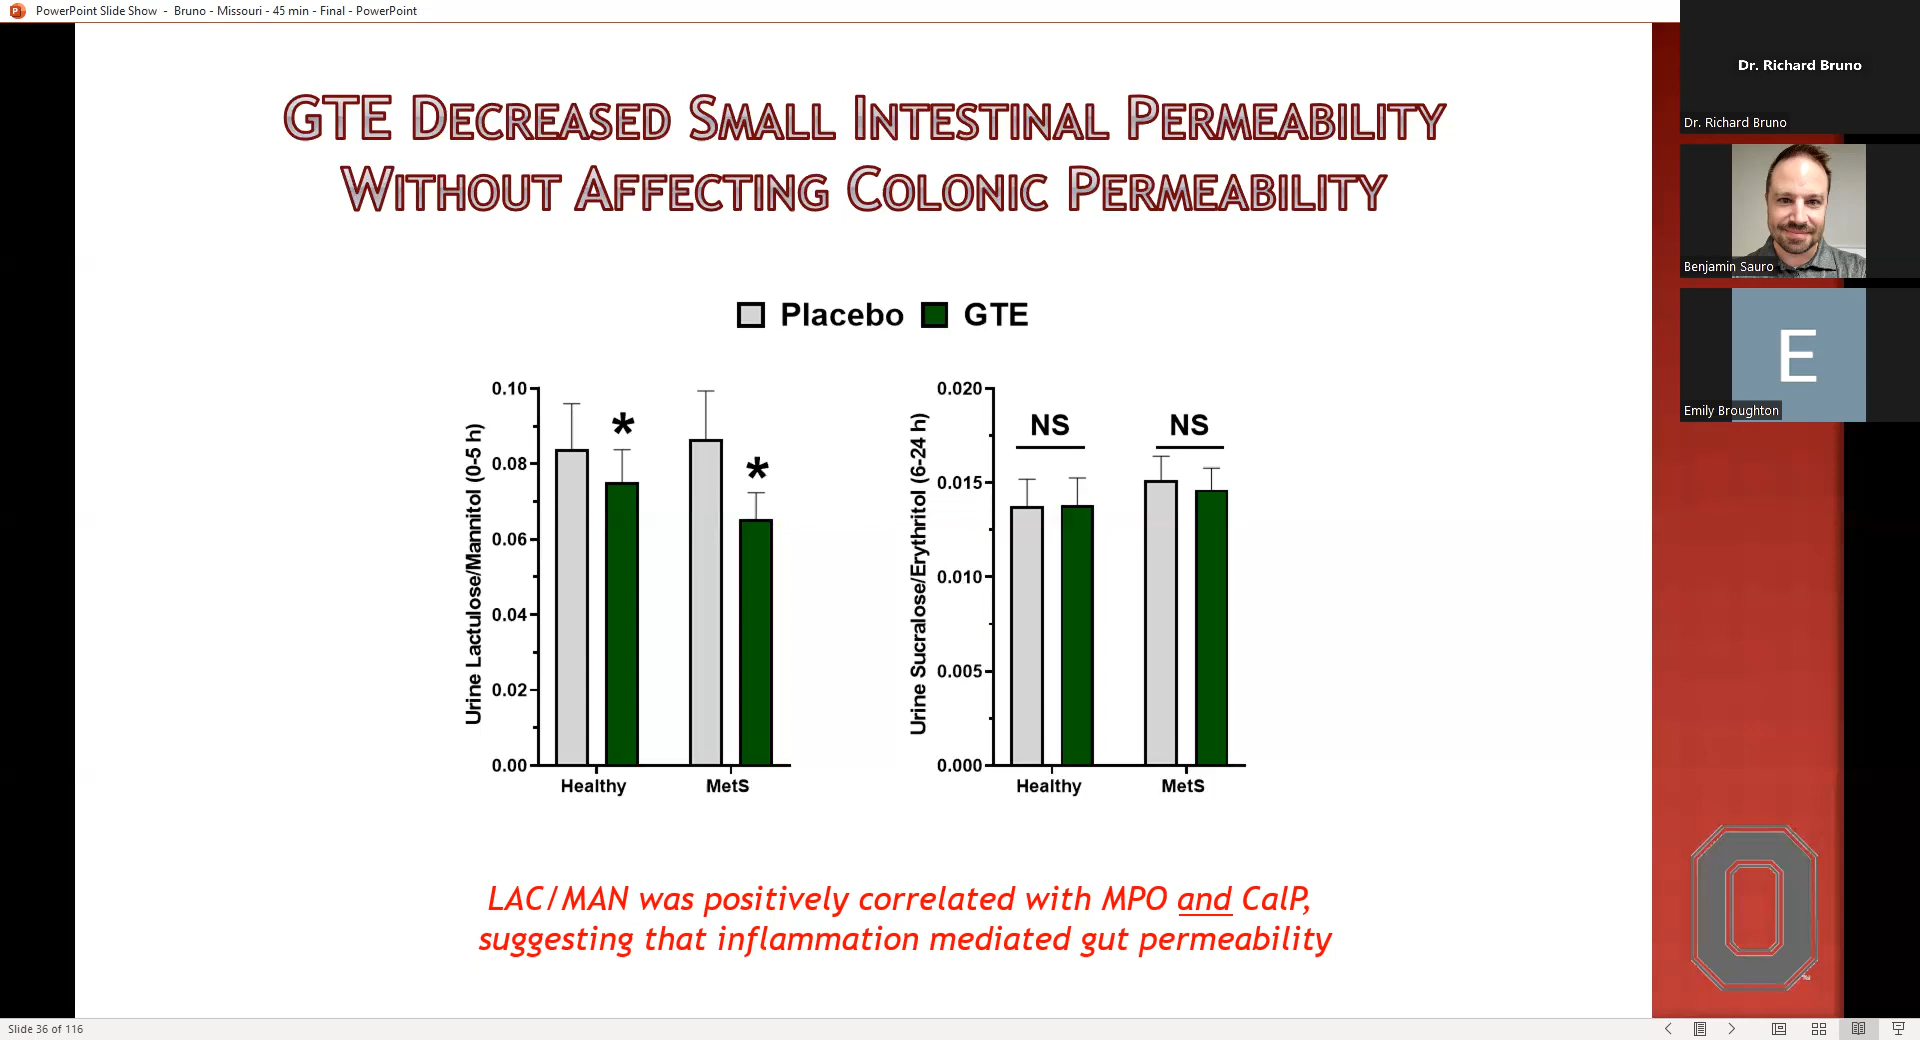 PowerPoint Slide Show - Bruno - Missouri - 45 min - Final - PowerPoint
GTE Decreased Small Intestinal Permeability
Without Affecting Colonic Permeability
Placebo GTE
Urine Lactulose/Mannitol (0-5 h)
0.10
0.08
0.06
0.04
0.02
0.00
*
*
Healthy MetS
Urine Sucralose/Erythritol (6-24 h)
0.020
0.015
0.010
0.005
0.000
NS NS
Healthy MetS
LAC/MAN was positively correlated with MPO and CalP,
suggesting that inflammation mediated gut permeability
Dr. Richard Bruno
Dr. Richard Bruno
Benjamin Sauro
E
Emily Broughton
Slide 36 of 116